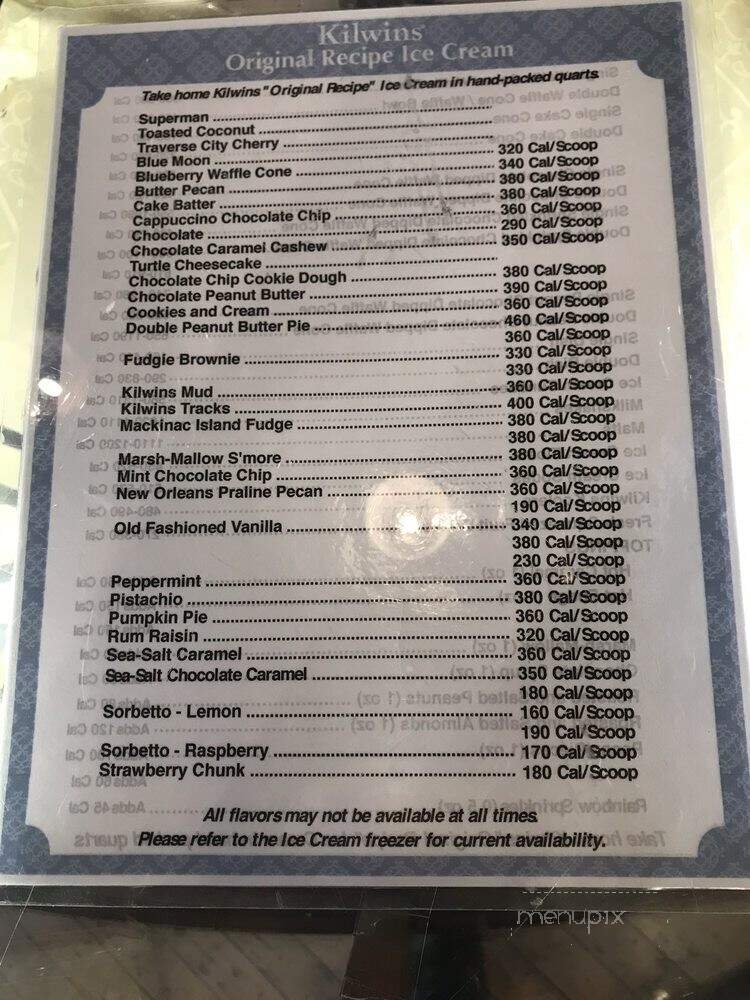 Kilwins
Original Recipe Ice Cream
Take home Kilwins "Original Recipe" Ice Cream in hand-packed quarts
Superman
Toasted Coconut
Traverse City Cherry
Blue Moon 320 Cal/Scoop
Blueberry Waffle Cone 340 Cal/Scoop
Butter Pecan 380 Cal/Scoop
Cake Batter 380 Cal/Scoop
Cappuccino Chocolate Chip 360 Cal/Scoop
Chocolate 290 Cal/Scoop
Chocolate Caramel Cashew 350 Cal/Scoop
Turtle Cheesecake
Chocolate Chip Cookie Dough 380 Cal/Scoop
Chocolate Peanut Butter 390 Cal/Scoop
Cookies and Cream 360 Cal/Scoop
Double Peanut Butter Pie 460 Cal/Scoop
360 Cal/Scoop
Fudgie Brownie 330 Cal/Scoop
330 Cal/Scoop
Kilwins Mud 360 Cal/Scoop
Kilwins Tracks 400 Cal/Scoop
Mackinac Island Fudge 380 Cal/Scoop
380 Cal/Scoop
Marsh-Mallow S'more 380 Cal/Scoop
Mint Chocolate Chip 360 Cal/Scoop
New Orleans Praline Pecan 360 Cal/Scoop
190 Cal/Scoop
Old Fashioned Vanilla 340 Cal/Scoop
380 Cal/Scoop
230 Cal/Scoop
Peppermint 360 Cal/Scoop
Pistachio 380 Cal/Scoop
Pumpkin Pie 360 Cal/Scoop
Rum Raisin 320 Cal/Scoop
Sea-Salt Caramel 360 Cal/Scoop
Sea-Salt Chocolate Caramel 350 Cal/Scoop
180 Cal/Scoop
Sorbetto - Lemon 160 Cal/Scoop
190 Cal/Scoop
Sorbetto - Raspberry 170 Cal/Scoop
Strawberry Chunk 180 Cal/Scoop
All flavors may not be available at all times.
Please refer to the Ice Cream freezer for current availability.
menupix